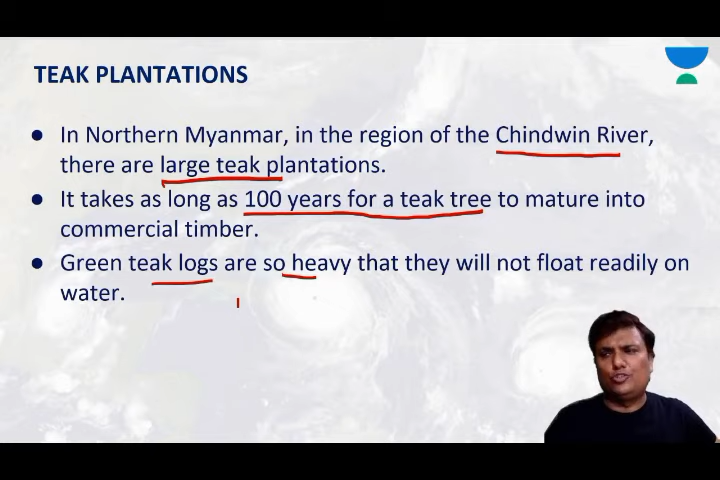 TEAK PLANTATIONS
● In Northern Myanmar, in the region of the Chindwin River,
there are large teak plantations.
● It takes as long as 100 years for a teak tree to mature into
commercial timber.
● Green teak logs are so heavy that they will not float readily on
water.